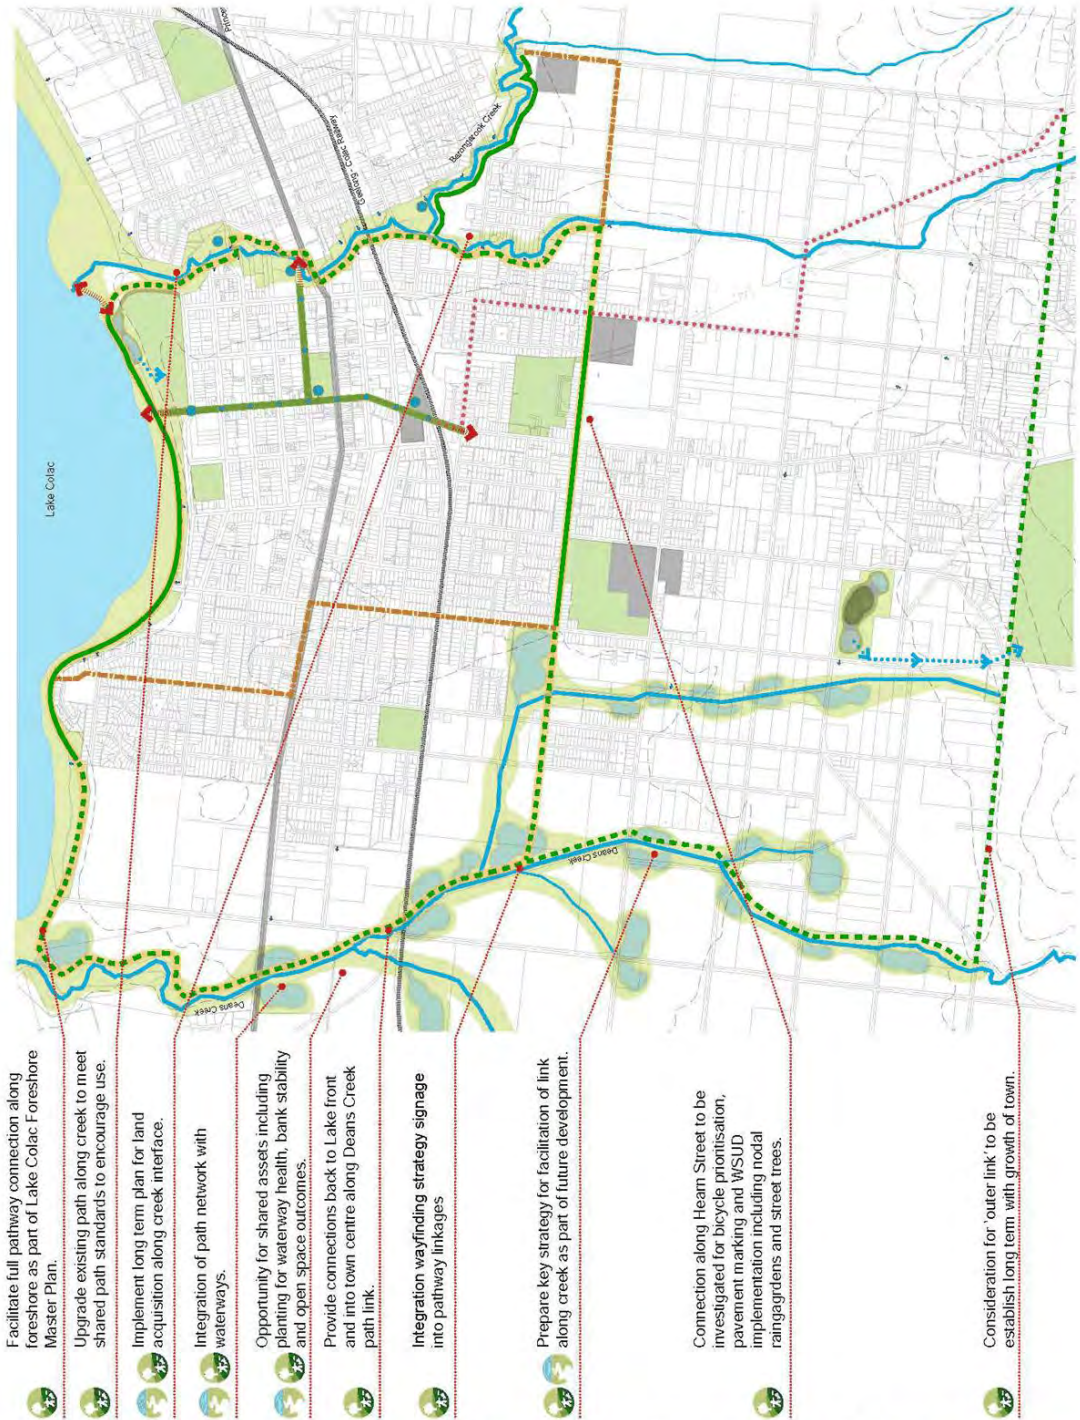 Facilitate full pathway connection along
foreshore as part of Lake Colac Foreshore
Master Plan.
Upgrade existing path along creek to meet
shared path standards to encourage use.
Implement long term plan for land
acquisition along creek interface.
Integration of path network with
waterways.
Opportunity for shared assets including
planting for waterway health, bank stability
and open space outcomes.
Provide connections back to Lake front
and into town centre along Deans Creek
path link.
Integration wayfinding strategy signage
into pathway linkages
Prepare key strategy for facilitation of link
along creek as part of future development.
Connection along Hearn Street to be
investigated for bicycle prioritisation,
pavement marking and WSUD
implementation including nodal
raingagrdens and street trees.
Consideration for 'outer link' to be
establish long term with growth of town.
Lake Colac
Princes
Geelong - Colac Railway
Barongarook Creek
Deans Creek
Deans Creek